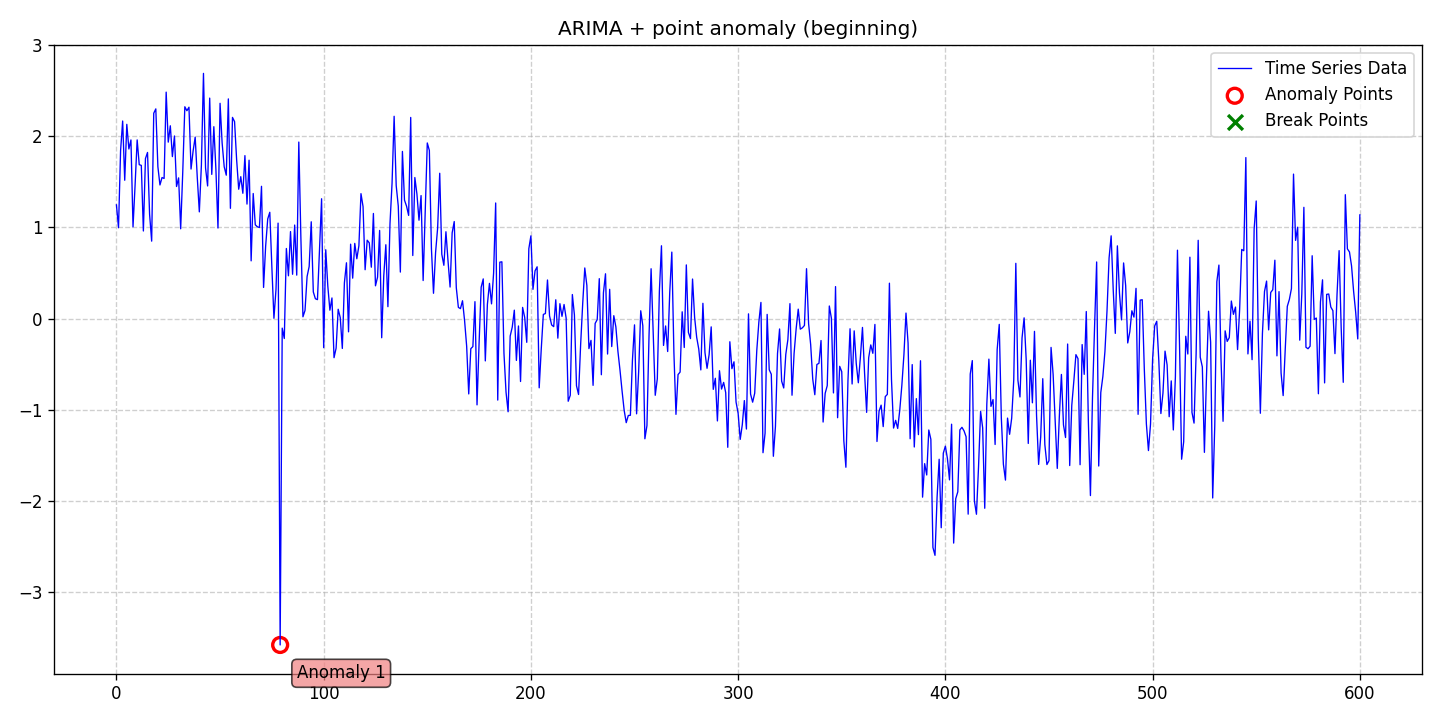 ARIMA + point anomaly (beginning)
3
2
1
0
−1
−2
−3
Time Series Data
Anomaly Points
Break Points
Anomaly 1
0
100
200
300
400
500
600